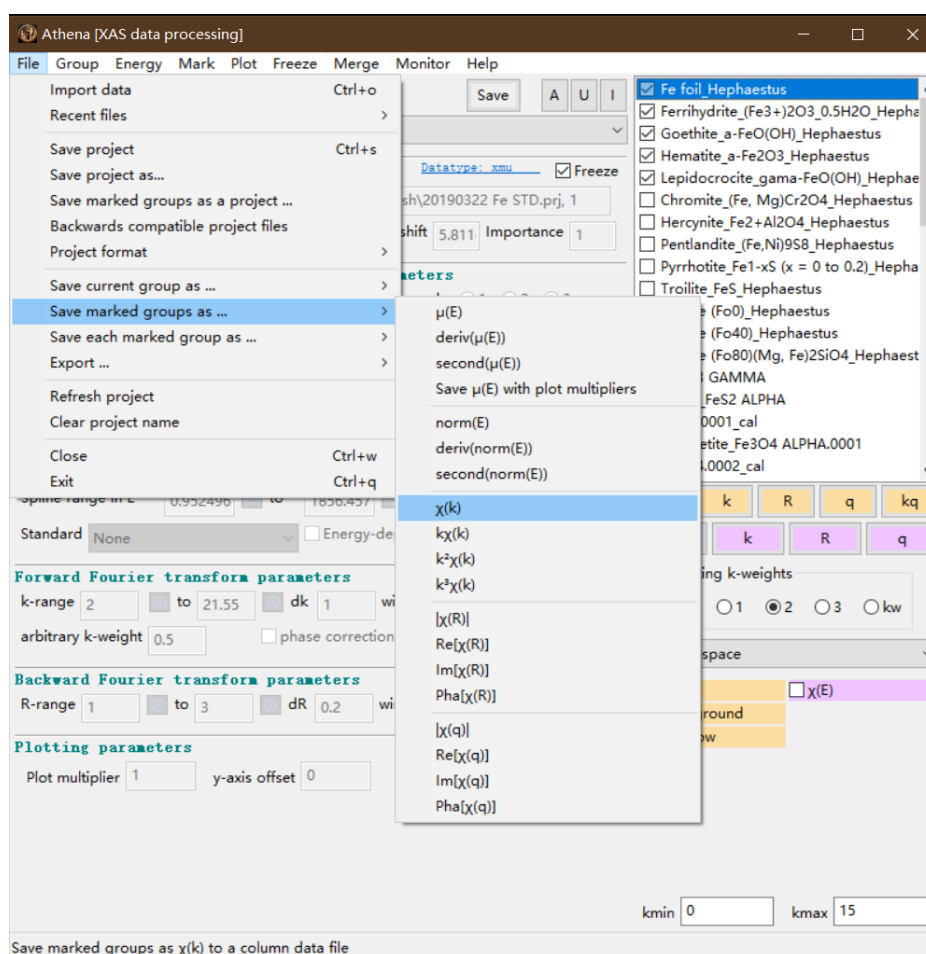 Athena [XAS data processing]
File Group Energy Mark Plot Freeze Merge Monitor Help
Import data Ctrl+o
Recent files
Save project Ctrl+s
Save project as...
Save marked groups as a project ...
Backwards compatible project files
Project format
Save current group as ...
Save marked groups as ...
Save each marked group as ...
Export ...
Refresh project
Clear project name
Close Ctrl+w
Exit Ctrl+q
μ(E)
deriv(μ(E))
second(μ(E))
Save μ(E) with plot multipliers
norm(E)
deriv(norm(E))
second(norm(E))
χ(k)
kχ(k)
k²χ(k)
k³χ(k)
|χ(R)|
Re[χ(R)]
Im[χ(R)]
Pha[χ(R)]
|χ(q)|
Re[χ(q)]
Im[χ(q)]
Pha[χ(q)]
Save A U I
Datatype: xmu Freeze
sh\20190322 Fe STD.prj, 1
shift 5.811 Importance 1
meters
Spline range in E 0.952496 to 1856.457
Standard None Energy-de
Forward Fourier transform parameters
k-range 2 to 21.55 dk 1 wi
arbitrary k-weight 0.5 phase correction
Backward Fourier transform parameters
R-range 1 to 3 dR 0.2 wi
Plotting parameters
Plot multiplier 1 y-axis offset 0
Fe foil_Hephaestus
Ferrihydrite_(Fe3+)2O3_0.5H2O_Hepha
Goethite_a-FeO(OH)_Hephaestus
Hematite_a-Fe2O3_Hephaestus
Lepidocrocite_gama-FeO(OH)_Hephae
Chromite_(Fe, Mg)Cr2O4_Hephaestus
Hercynite_Fe2+Al2O4_Hephaestus
Pentlandite_(Fe,Ni)9S8_Hephaestus
Pyrrhotite_Fe1-xS (x = 0 to 0.2)_Hepha
Troilite_FeS_Hephaestus
(Fo0)_Hephaestus
(Fo40)_Hephaestus
(Fo80)(Mg, Fe)2SiO4_Hephaest
GAMMA
_FeS2 ALPHA
0001_cal
etite_Fe3O4 ALPHA.0001
.0002_cal
k R q kq
k R q
ing k-weights
1 2 3 kw
space
χ(E)
round
ow
kmin 0 kmax 15
Save marked groups as χ(k) to a column data file